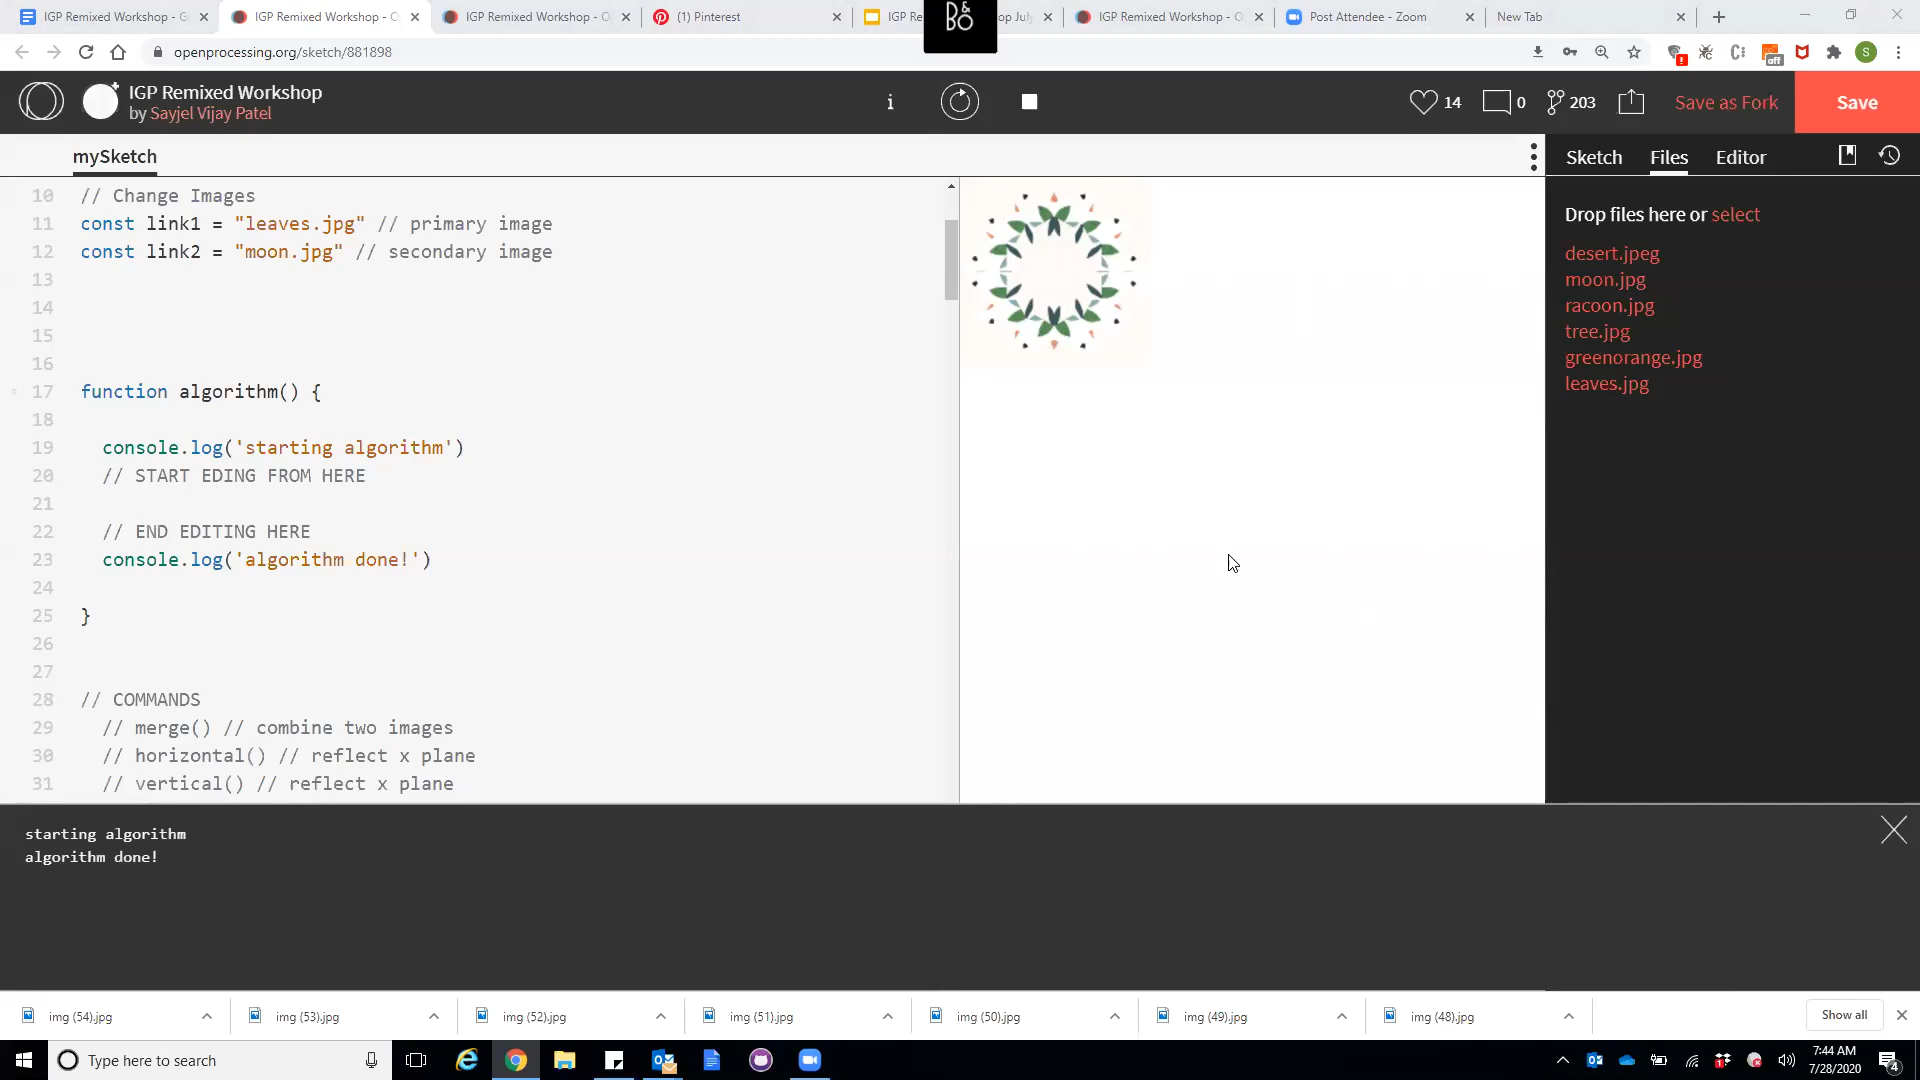 IGP Remixed Workshop - G
IGP Remixed Workshop - O
IGP Remixed Workshop - O
(1) Pinterest
IGP Re
op July
IGP Remixed Workshop - O
Post Attendee - Zoom
New Tab
B&BO
openprocessing.org/sketch/881898
off
S
IGP Remixed Workshop
by Sayjel Vijay Patel
i
14
0
203
Save as Fork
Save
mySketch
Sketch
Files
Editor
10 // Change Images
11 const link1 = "leaves.jpg" // primary image
12 const link2 = "moon.jpg" // secondary image
13
14
15
16
17 function algorithm() {
18
19 console.log('starting algorithm')
20 // START EDING FROM HERE
21
22 // END EDITING HERE
23 console.log('algorithm done!')
24
25 }
26
27
28 // COMMANDS
29 // merge() // combine two images
30 // horizontal() // reflect x plane
31 // vertical() // reflect x plane
Drop files here or select
desert.jpeg
moon.jpg
racoon.jpg
tree.jpg
greenorange.jpg
leaves.jpg
starting algorithm
algorithm done!
img (54).jpg
img (53).jpg
img (52).jpg
img (51).jpg
img (50).jpg
img (49).jpg
img (48).jpg
Show all
Type here to search
7:44 AM
7/28/2020
4